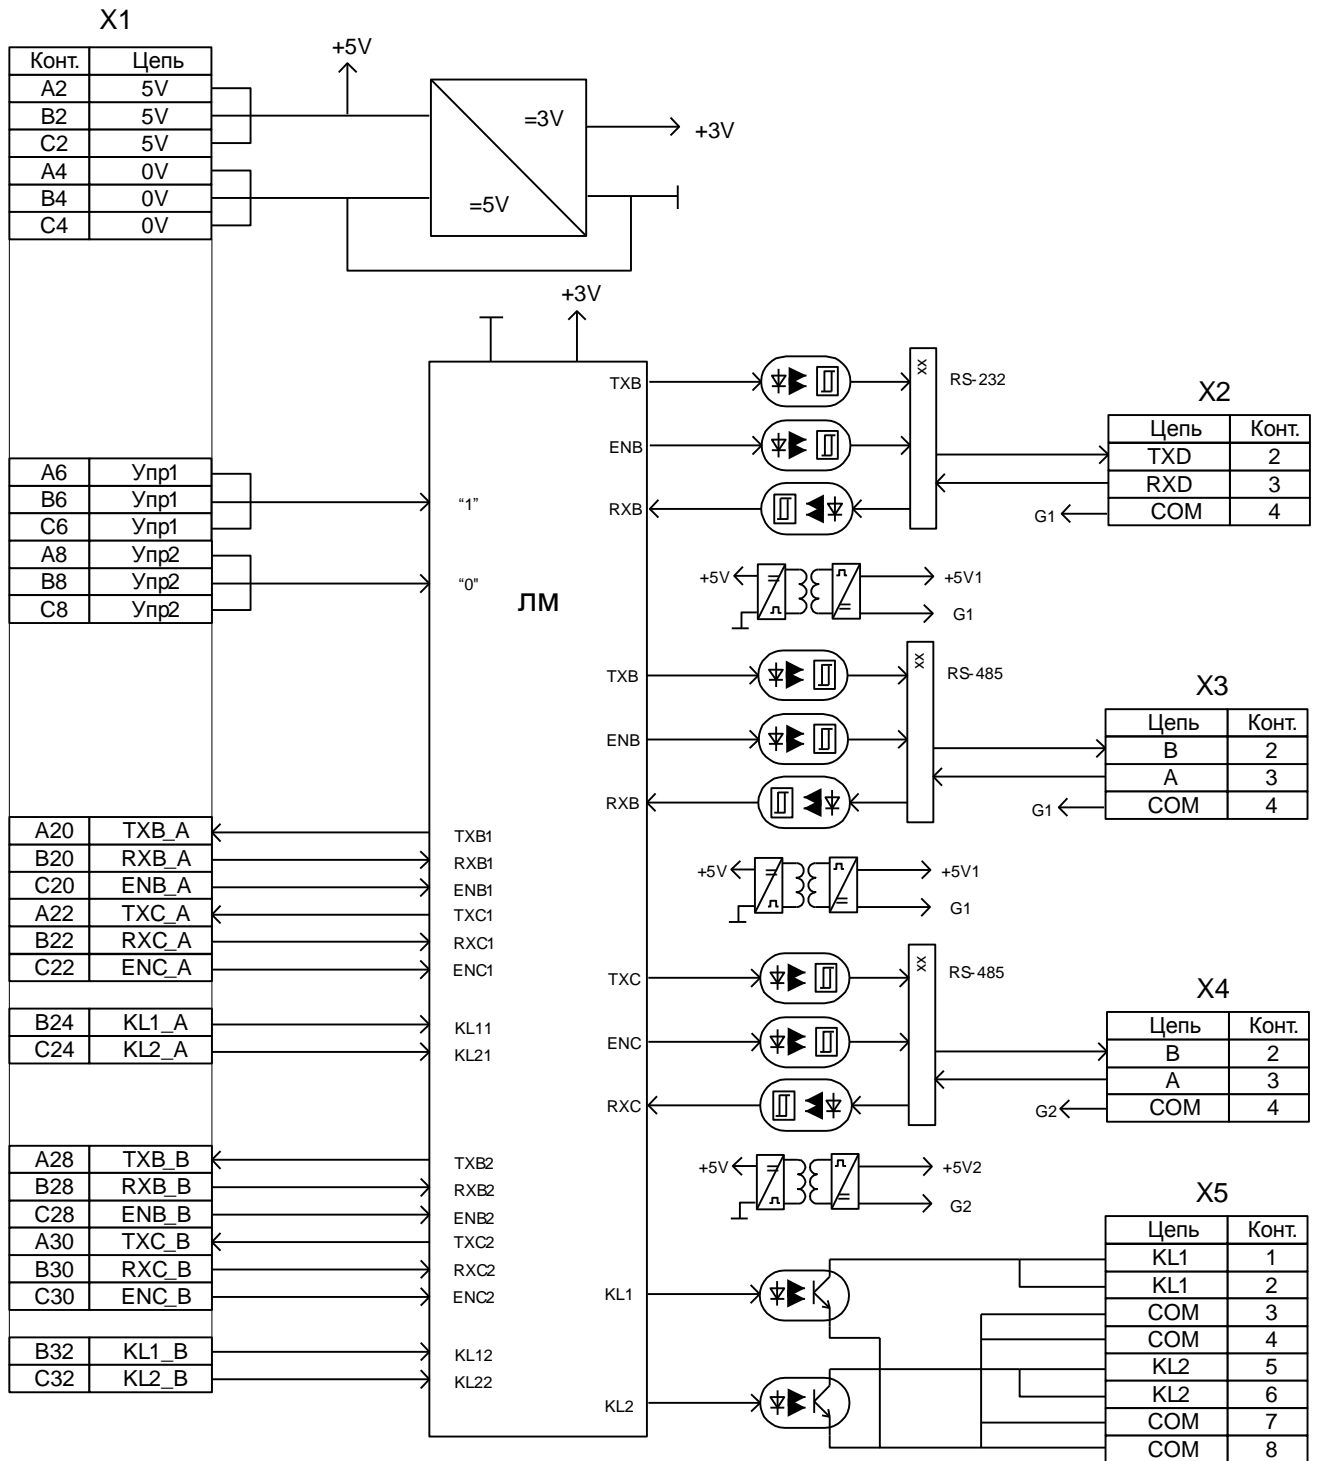 X1
Конт. Цепь
A2 5V
B2 5V
C2 5V
A4 0V
B4 0V
C4 0V
+5V
=3V
=5V
+3V
A6 Упр1
B6 Упр1
C6 Упр1
A8 Упр2
B8 Упр2
C8 Упр2
A20 TXB_A
B20 RXB_A
C20 ENB_A
A22 TXC_A
B22 RXC_A
C22 ENC_A
B24 KL1_A
C24 KL2_A
A28 TXB_B
B28 RXB_B
C28 ENB_B
A30 TXC_B
B30 RXC_B
C30 ENC_B
B32 KL1_B
C32 KL2_B
+3V
ЛМ
“1”
“0”
TXB1
RXB1
ENB1
TXC1
RXC1
ENC1
KL11
KL21
TXB2
RXB2
ENB2
TXC2
RXC2
ENC2
KL12
KL22
TXB
ENB
RXB
TXB
ENB
RXB
TXC
ENC
RXC
KL1
KL2
XX
RS-232
+5V
+5V1
G1
XX
RS-485
+5V
+5V1
G1
XX
RS-485
+5V
+5V2
G2
X2
Цепь Конт.
TXD 2
RXD 3
G1 COM 4
X3
Цепь Конт.
B 2
A 3
G1 COM 4
X4
Цепь Конт.
B 2
A 3
G2 COM 4
X5
Цепь Конт.
KL1 1
KL1 2
COM 3
COM 4
KL2 5
KL2 6
COM 7
COM 8